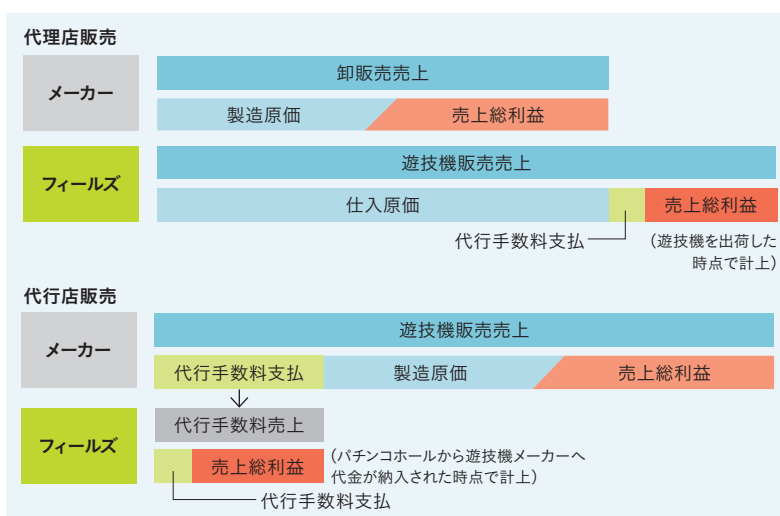 代理店販売
メーカー
卸販売売上
製造原価
売上総利益
フィールズ
遊技機販売売上
仕入原価
売上総利益
代行手数料支払
(遊技機を出荷した
時点で計上)
代行店販売
メーカー
遊技機販売売上
代行手数料支払
製造原価
売上総利益
フィールズ
代行手数料売上
売上総利益
(パチンコホールから遊技機メーカーへ
代金が納入された時点で計上)
代行手数料支払